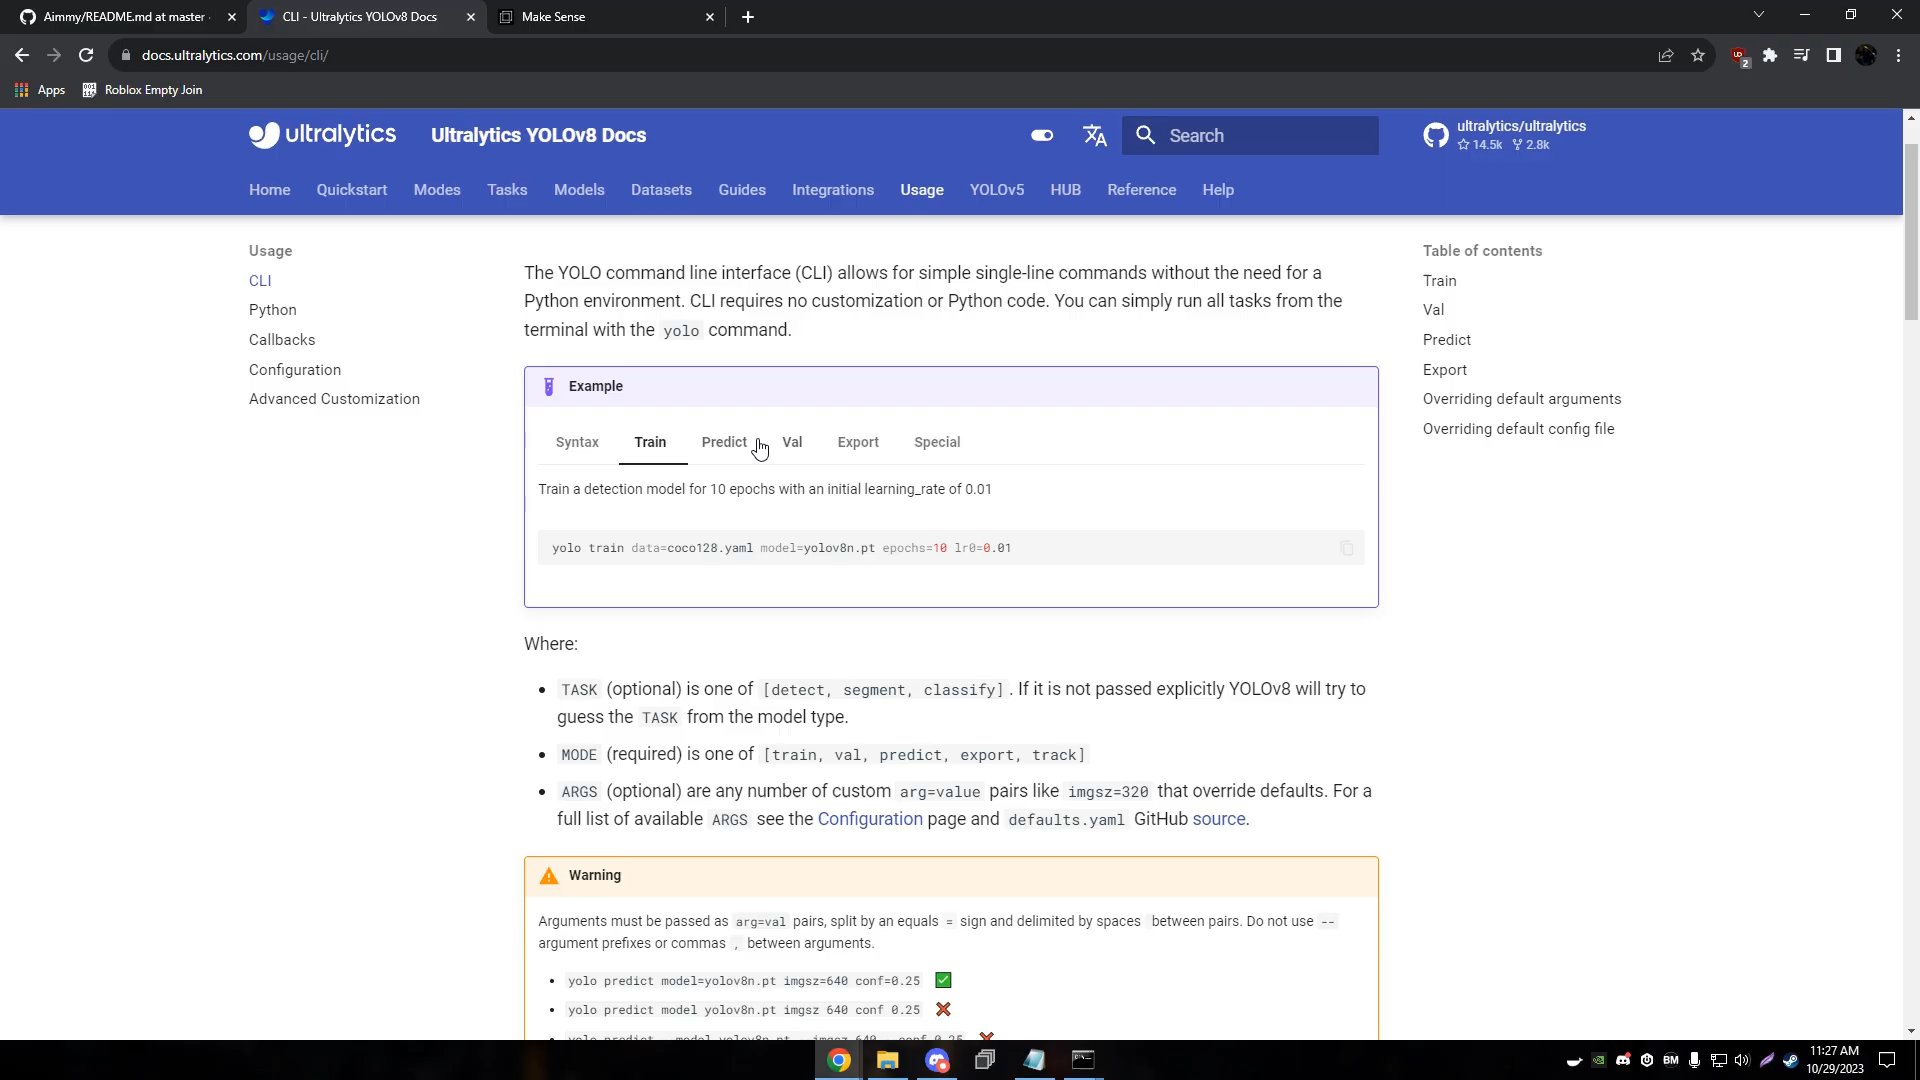 Aimmy/README.md at master
CLI - Ultralytics YOLOv8 Docs
Make Sense
docs.ultralytics.com/usage/cli/
2
Apps
Roblox Empty Join
ultralytics
Ultralytics YOLOv8 Docs
Search
ultralytics/ultralytics
14.5k 2.8k
Home Quickstart Modes Tasks Models Datasets Guides Integrations Usage YOLOv5 HUB Reference Help
Usage
CLI
Python
Callbacks
Configuration
Advanced Customization
The YOLO command line interface (CLI) allows for simple single-line commands without the need for a
Python environment. CLI requires no customization or Python code. You can simply run all tasks from the
terminal with the yolo command.
Example
Syntax Train Predict Val Export Special
Train a detection model for 10 epochs with an initial learning_rate of 0.01
yolo train data=coco128.yaml model=yolov8n.pt epochs=10 lr0=0.01
Where:
• TASK (optional) is one of [detect, segment, classify]. If it is not passed explicitly YOLOv8 will try to
guess the TASK from the model type.
• MODE (required) is one of [train, val, predict, export, track]
• ARGS (optional) are any number of custom arg=value pairs like imgsz=320 that override defaults. For a
full list of available ARGS see the Configuration page and defaults.yaml GitHub source.
Warning
Arguments must be passed as arg=val pairs, split by an equals = sign and delimited by spaces between pairs. Do not use --
argument prefixes or commas , between arguments.
• yolo predict model=yolov8n.pt imgsz=640 conf=0.25 ✅
• yolo predict model yolov8n.pt imgsz 640 conf 0.25 ❌
Table of contents
Train
Val
Predict
Export
Overriding default arguments
Overriding default config file
BM
11:27 AM
10/29/2023